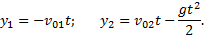 y₁ = −v₀₁t;  y₂ = v₀₂t − gt²/2.